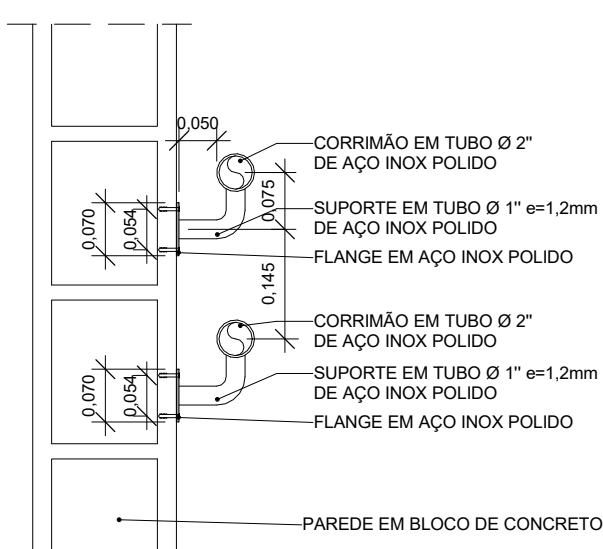 0,050
CORRIMÃO EM TUBO Ø 2"
DE AÇO INOX POLIDO
0,075
SUPORTE EM TUBO Ø 1" e=1,2mm
DE AÇO INOX POLIDO
0,070
0,054
FLANGE EM AÇO INOX POLIDO
0,145
CORRIMÃO EM TUBO Ø 2"
DE AÇO INOX POLIDO
SUPORTE EM TUBO Ø 1" e=1,2mm
DE AÇO INOX POLIDO
0,070
0,054
FLANGE EM AÇO INOX POLIDO
PAREDE EM BLOCO DE CONCRETO